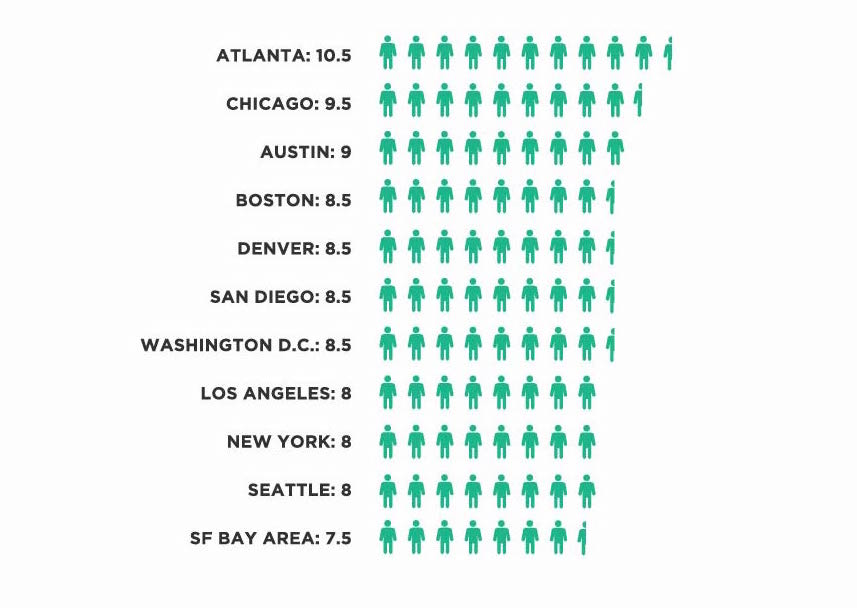 ATLANTA: 10.5
CHICAGO: 9.5
AUSTIN: 9
BOSTON: 8.5
DENVER: 8.5
SAN DIEGO: 8.5
WASHINGTON D.C.: 8.5
LOS ANGELES: 8
NEW YORK: 8
SEATTLE: 8
SF BAY AREA: 7.5